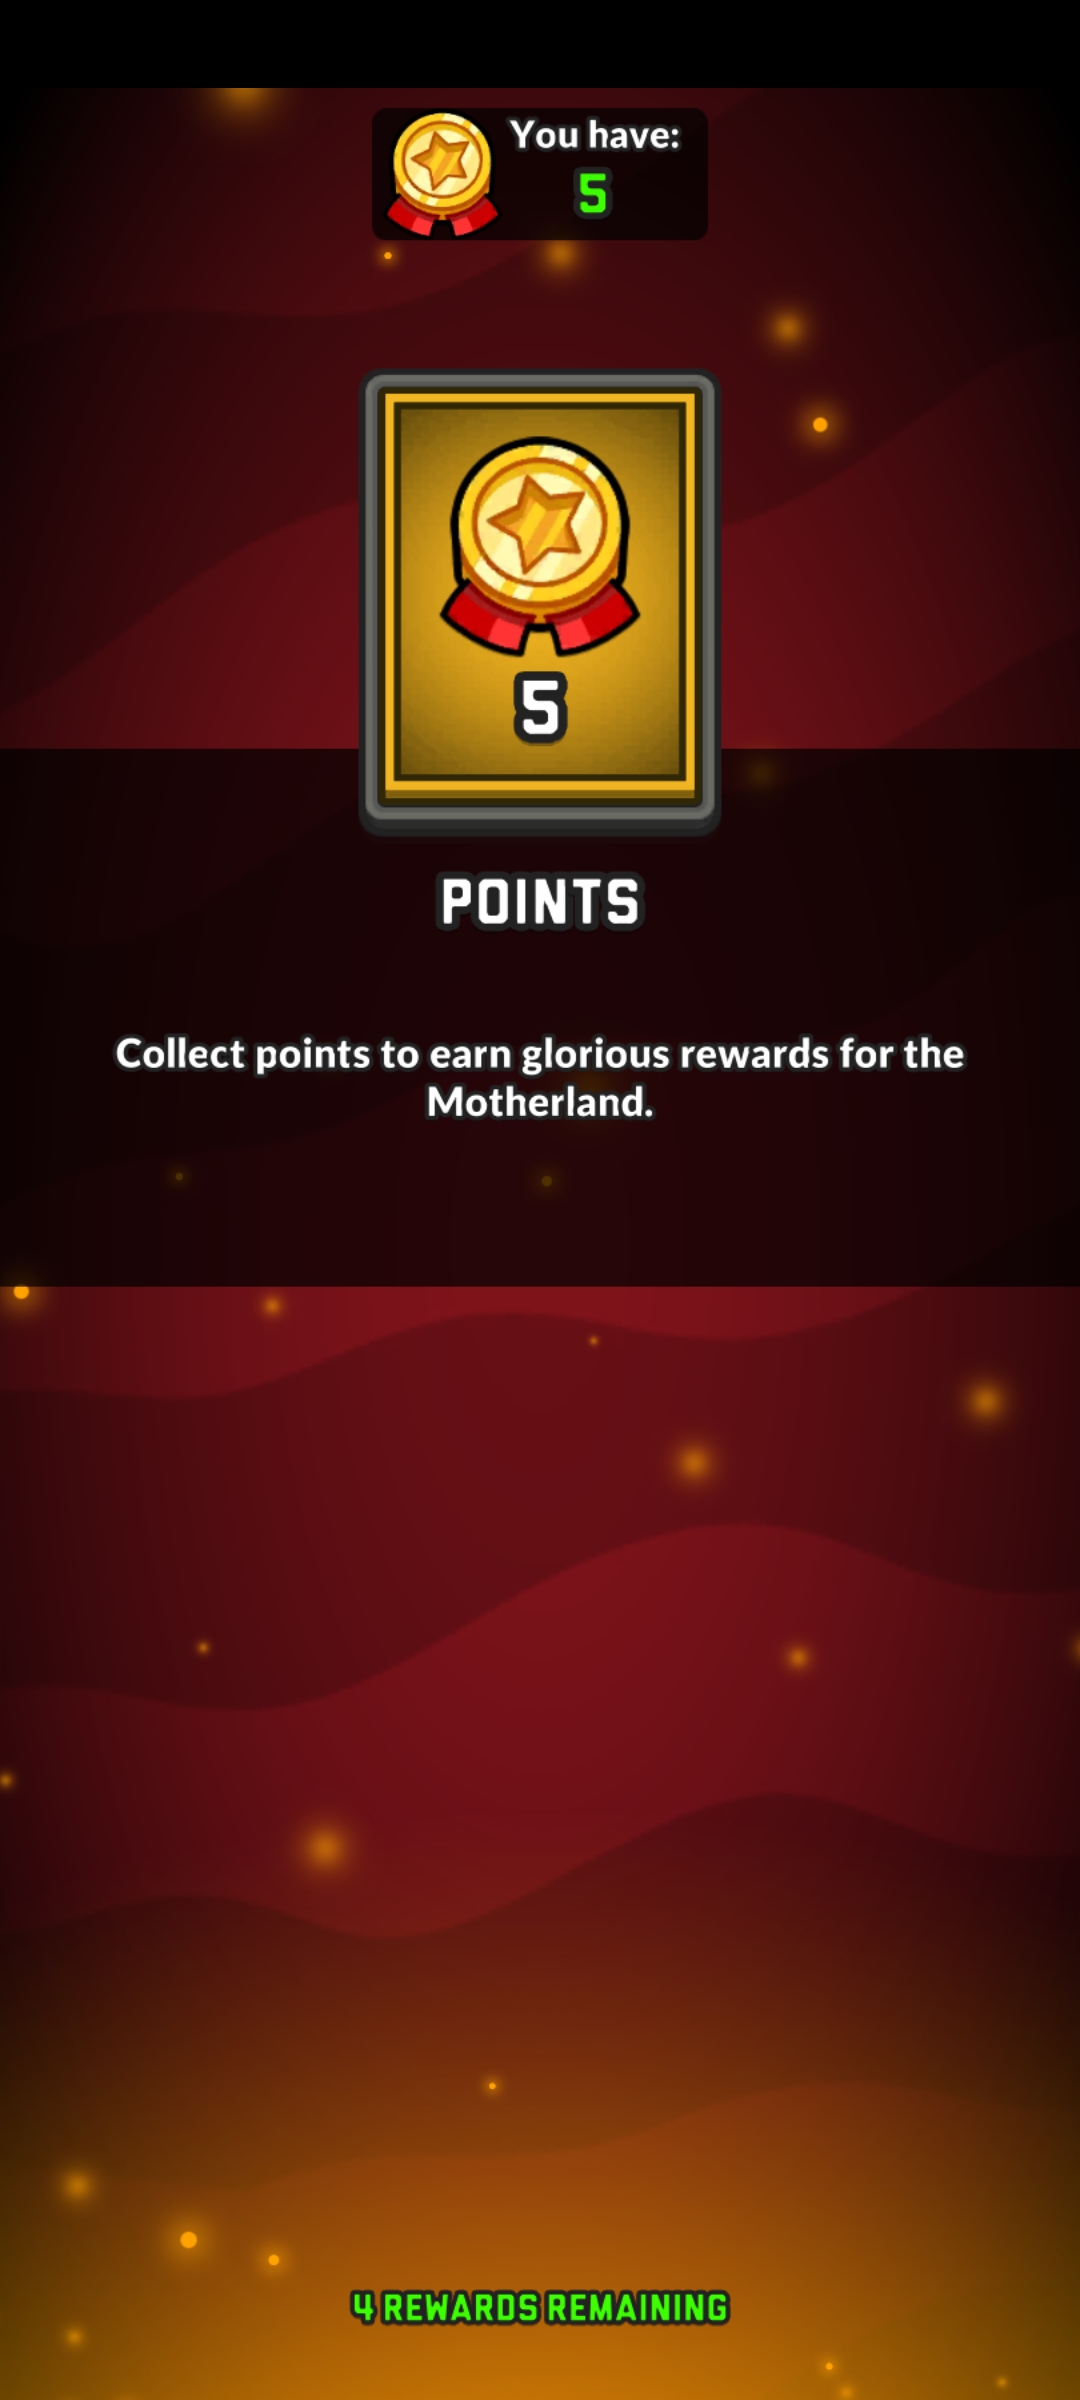 You have:
5
5
POINTS
Collect points to earn glorious rewards for the
Motherland.
4 REWARDS REMAINING